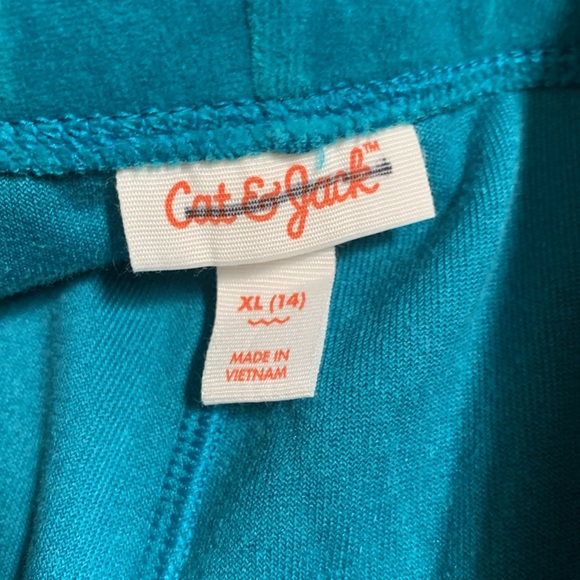 Cat & Jack™
XL (14)
MADE IN
VIETNAM